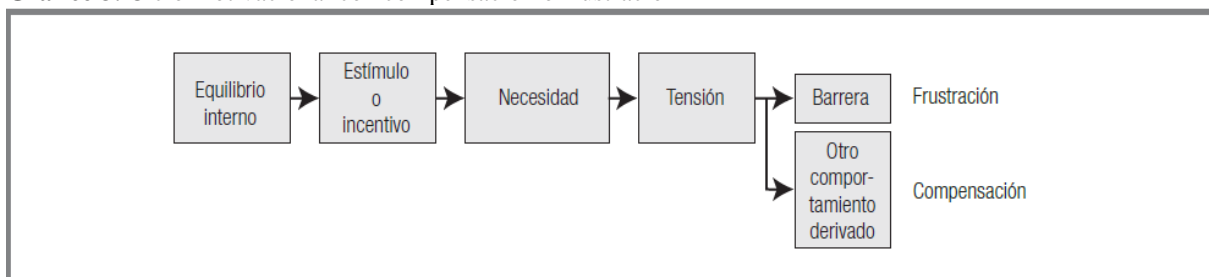 Equilibrio
interno
Estímulo
o
incentivo
Necesidad
Tensión
Barrera
Frustración
Otro
compor-
tamiento
derivado
Compensación